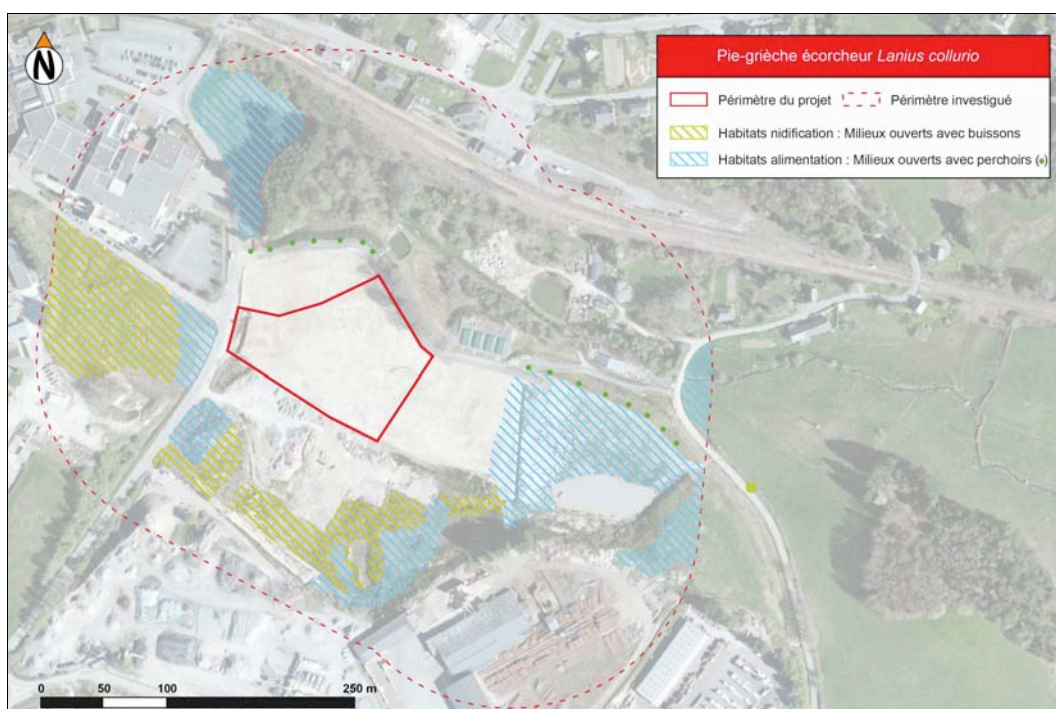 N
Pie-grièche écorcheur Lanius collurio
Périmètre du projet
Périmètre investigué
Habitats nidification : Milieux ouverts avec buissons
Habitats alimentation : Milieux ouverts avec perchoirs (●)
0 50 100 250 m